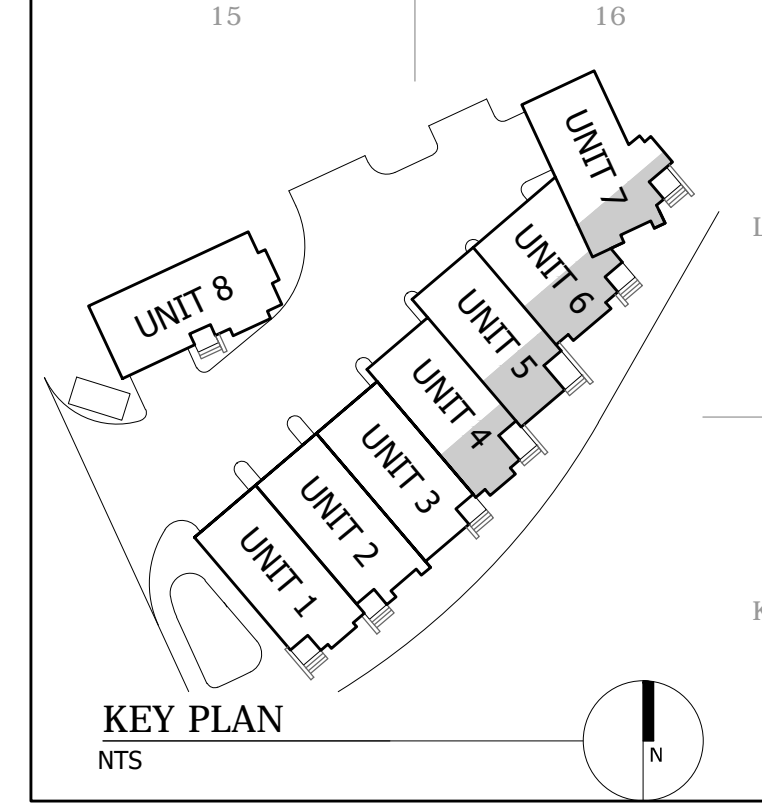 15
16
UNIT 7
L
UNIT 6
UNIT 8
UNIT 5
UNIT 4
UNIT 3
UNIT 2
UNIT 1
K
KEY PLAN
NTS
N